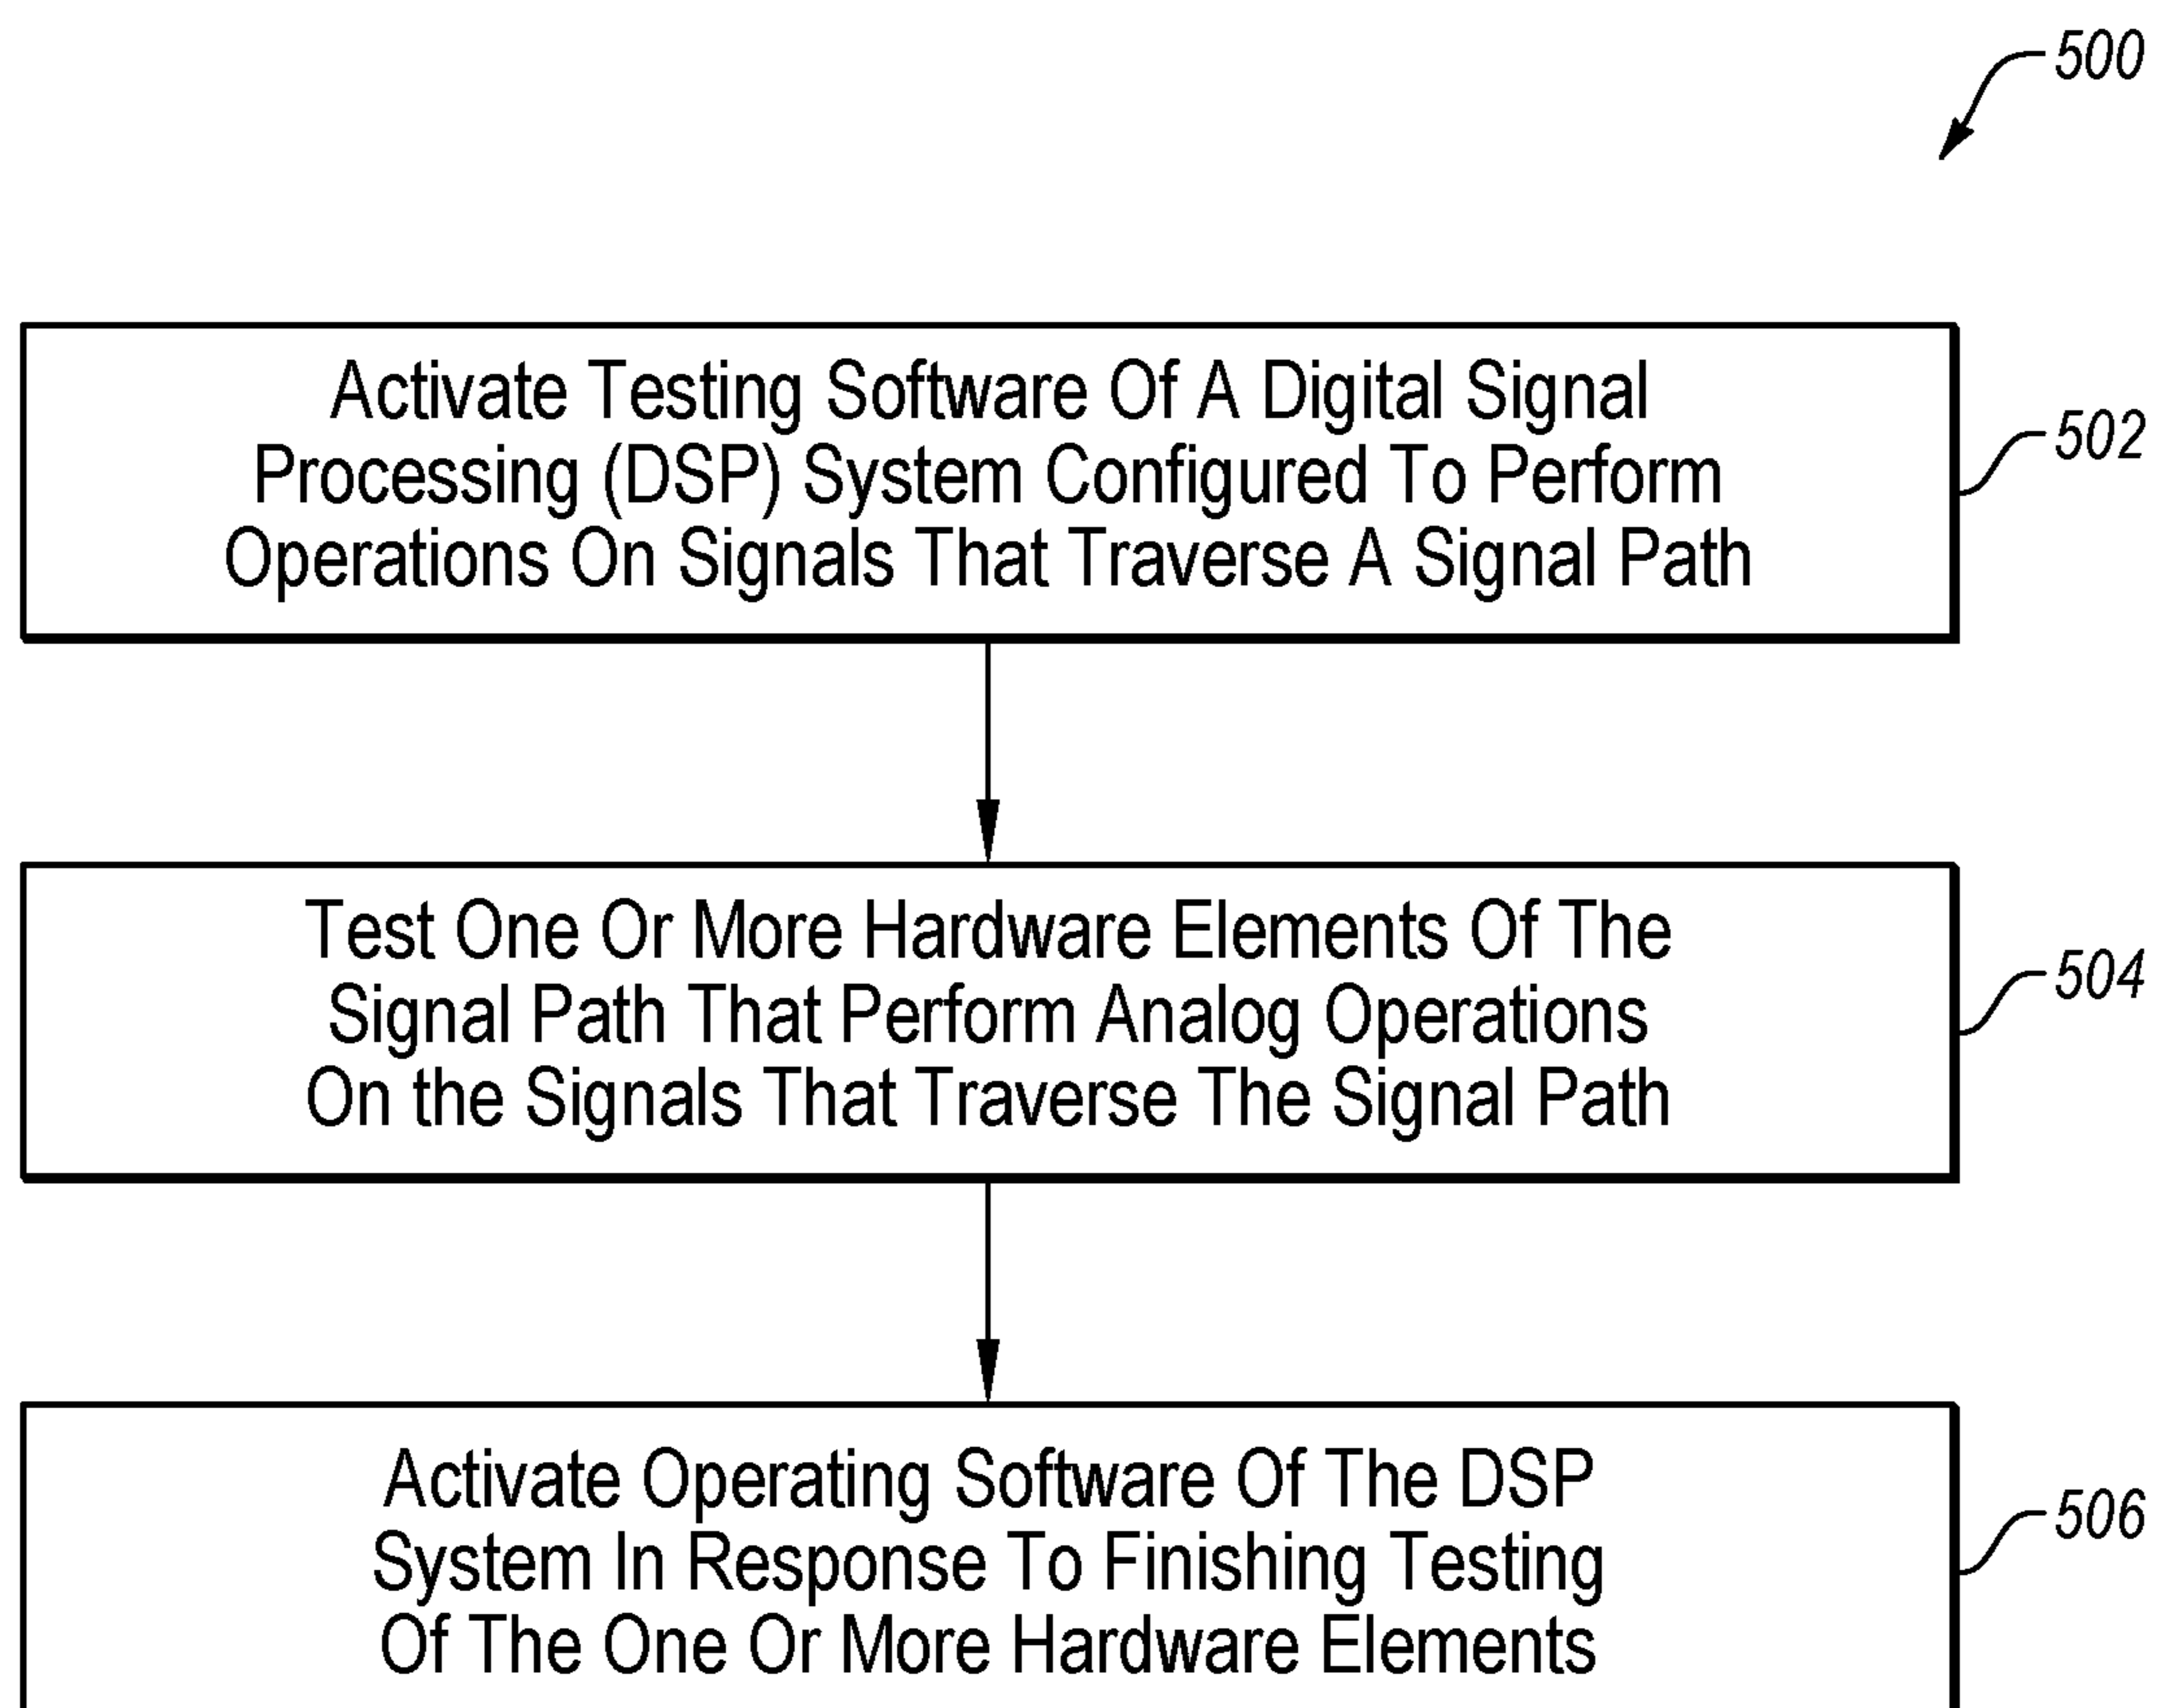 500
Activate Testing Software Of A Digital Signal
Processing (DSP) System Configured To Perform
Operations On Signals That Traverse A Signal Path
502
Test One Or More Hardware Elements Of The
Signal Path That Perform Analog Operations
On the Signals That Traverse The Signal Path
504
Activate Operating Software Of The DSP
System In Response To Finishing Testing
Of The One Or More Hardware Elements
506